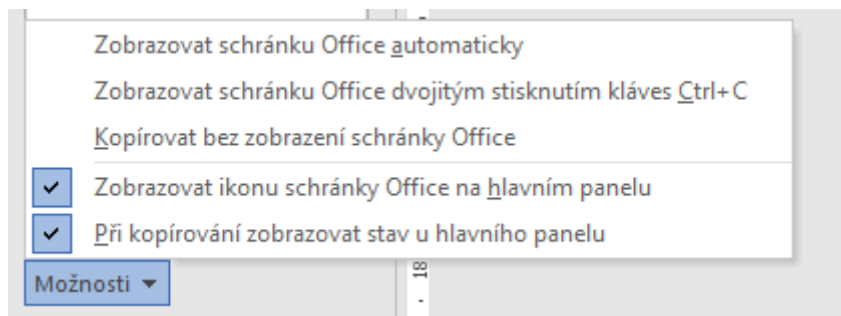 Zobrazovat schránku Office automaticky
Zobrazovat schránku Office dvojitým stisknutím kláves Ctrl+C
Kopírovat bez zobrazení schránky Office
Zobrazovat ikonu schránky Office na hlavním panelu
Při kopírování zobrazovat stav u hlavního panelu
Možnosti
18